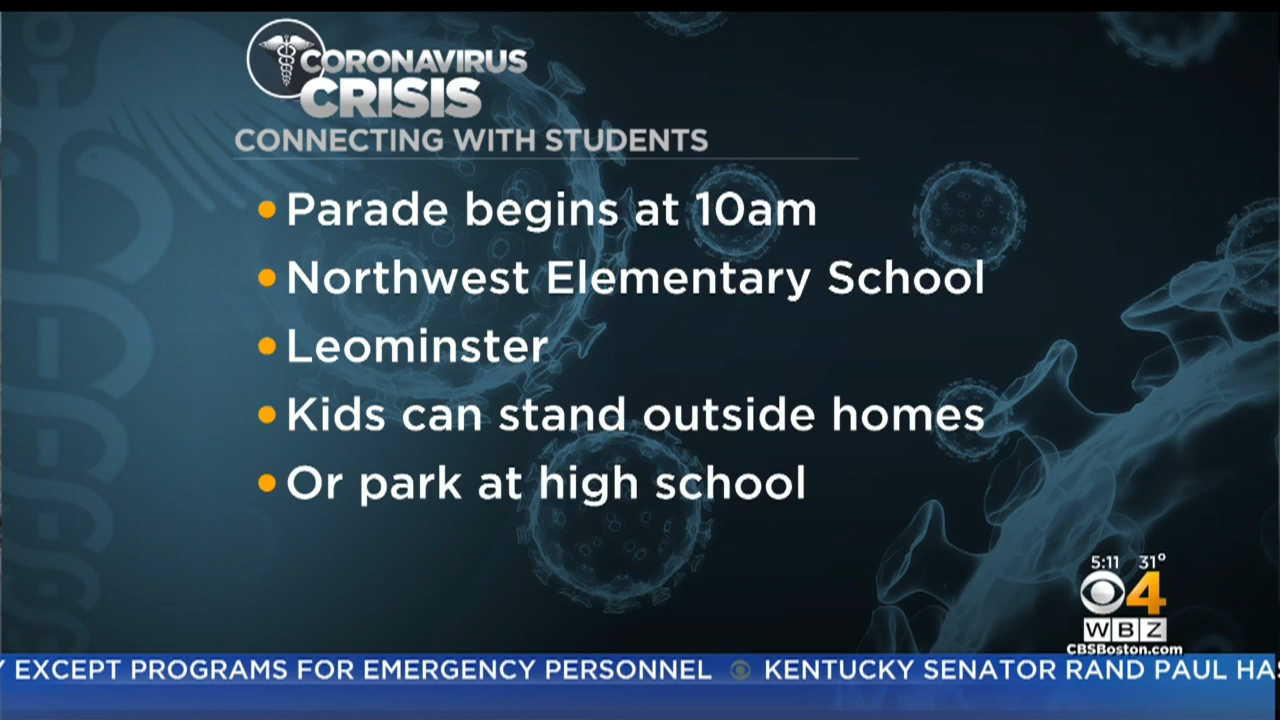 CORONAVIRUS
CRISIS
CONNECTING WITH STUDENTS
• Parade begins at 10am
• Northwest Elementary School
• Leominster
• Kids can stand outside homes
• Or park at high school
5:11 31°
4
WBZ
CBSBoston.com
Y EXCEPT PROGRAMS FOR EMERGENCY PERSONNEL KENTUCKY SENATOR RAND PAUL HAS